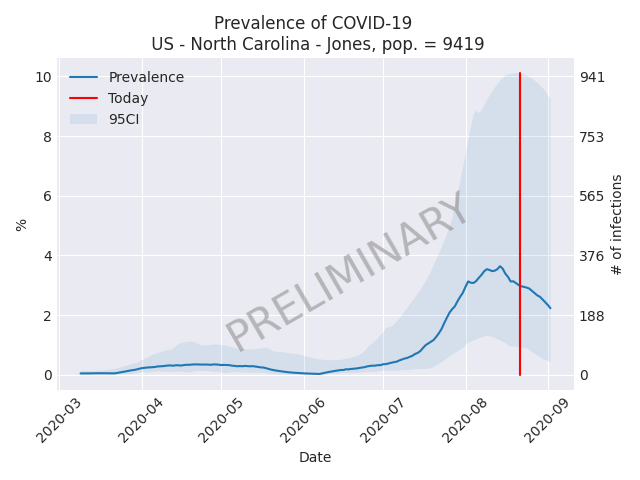 Prevalence of COVID-19
US - North Carolina - Jones, pop. = 9419
Prevalence
Today
95CI
PRELIMINARY
%
10
8
6
4
2
0
941
753
565
376
188
0
# of infections
2020-03
2020-04
2020-05
2020-06
2020-07
2020-08
2020-09
Date